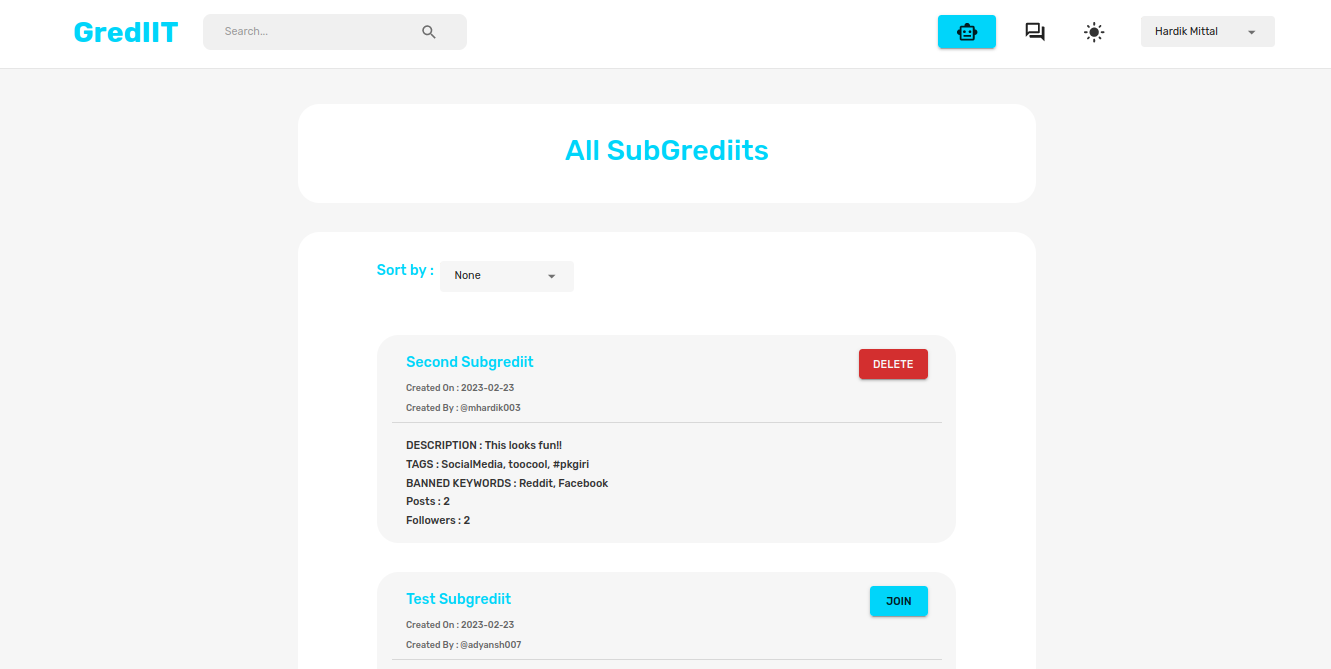 GredIIT
Search...
Hardik Mittal
All SubGrediits
Sort by :
None
Second Subgrediit
DELETE
Created On : 2023-02-23
Created By : @mhardik003
DESCRIPTION : This looks fun!!
TAGS : SocialMedia, toocool, #pkgiri
BANNED KEYWORDS : Reddit, Facebook
Posts : 2
Followers : 2
Test Subgrediit
JOIN
Created On : 2023-02-23
Created By : @adyansh007